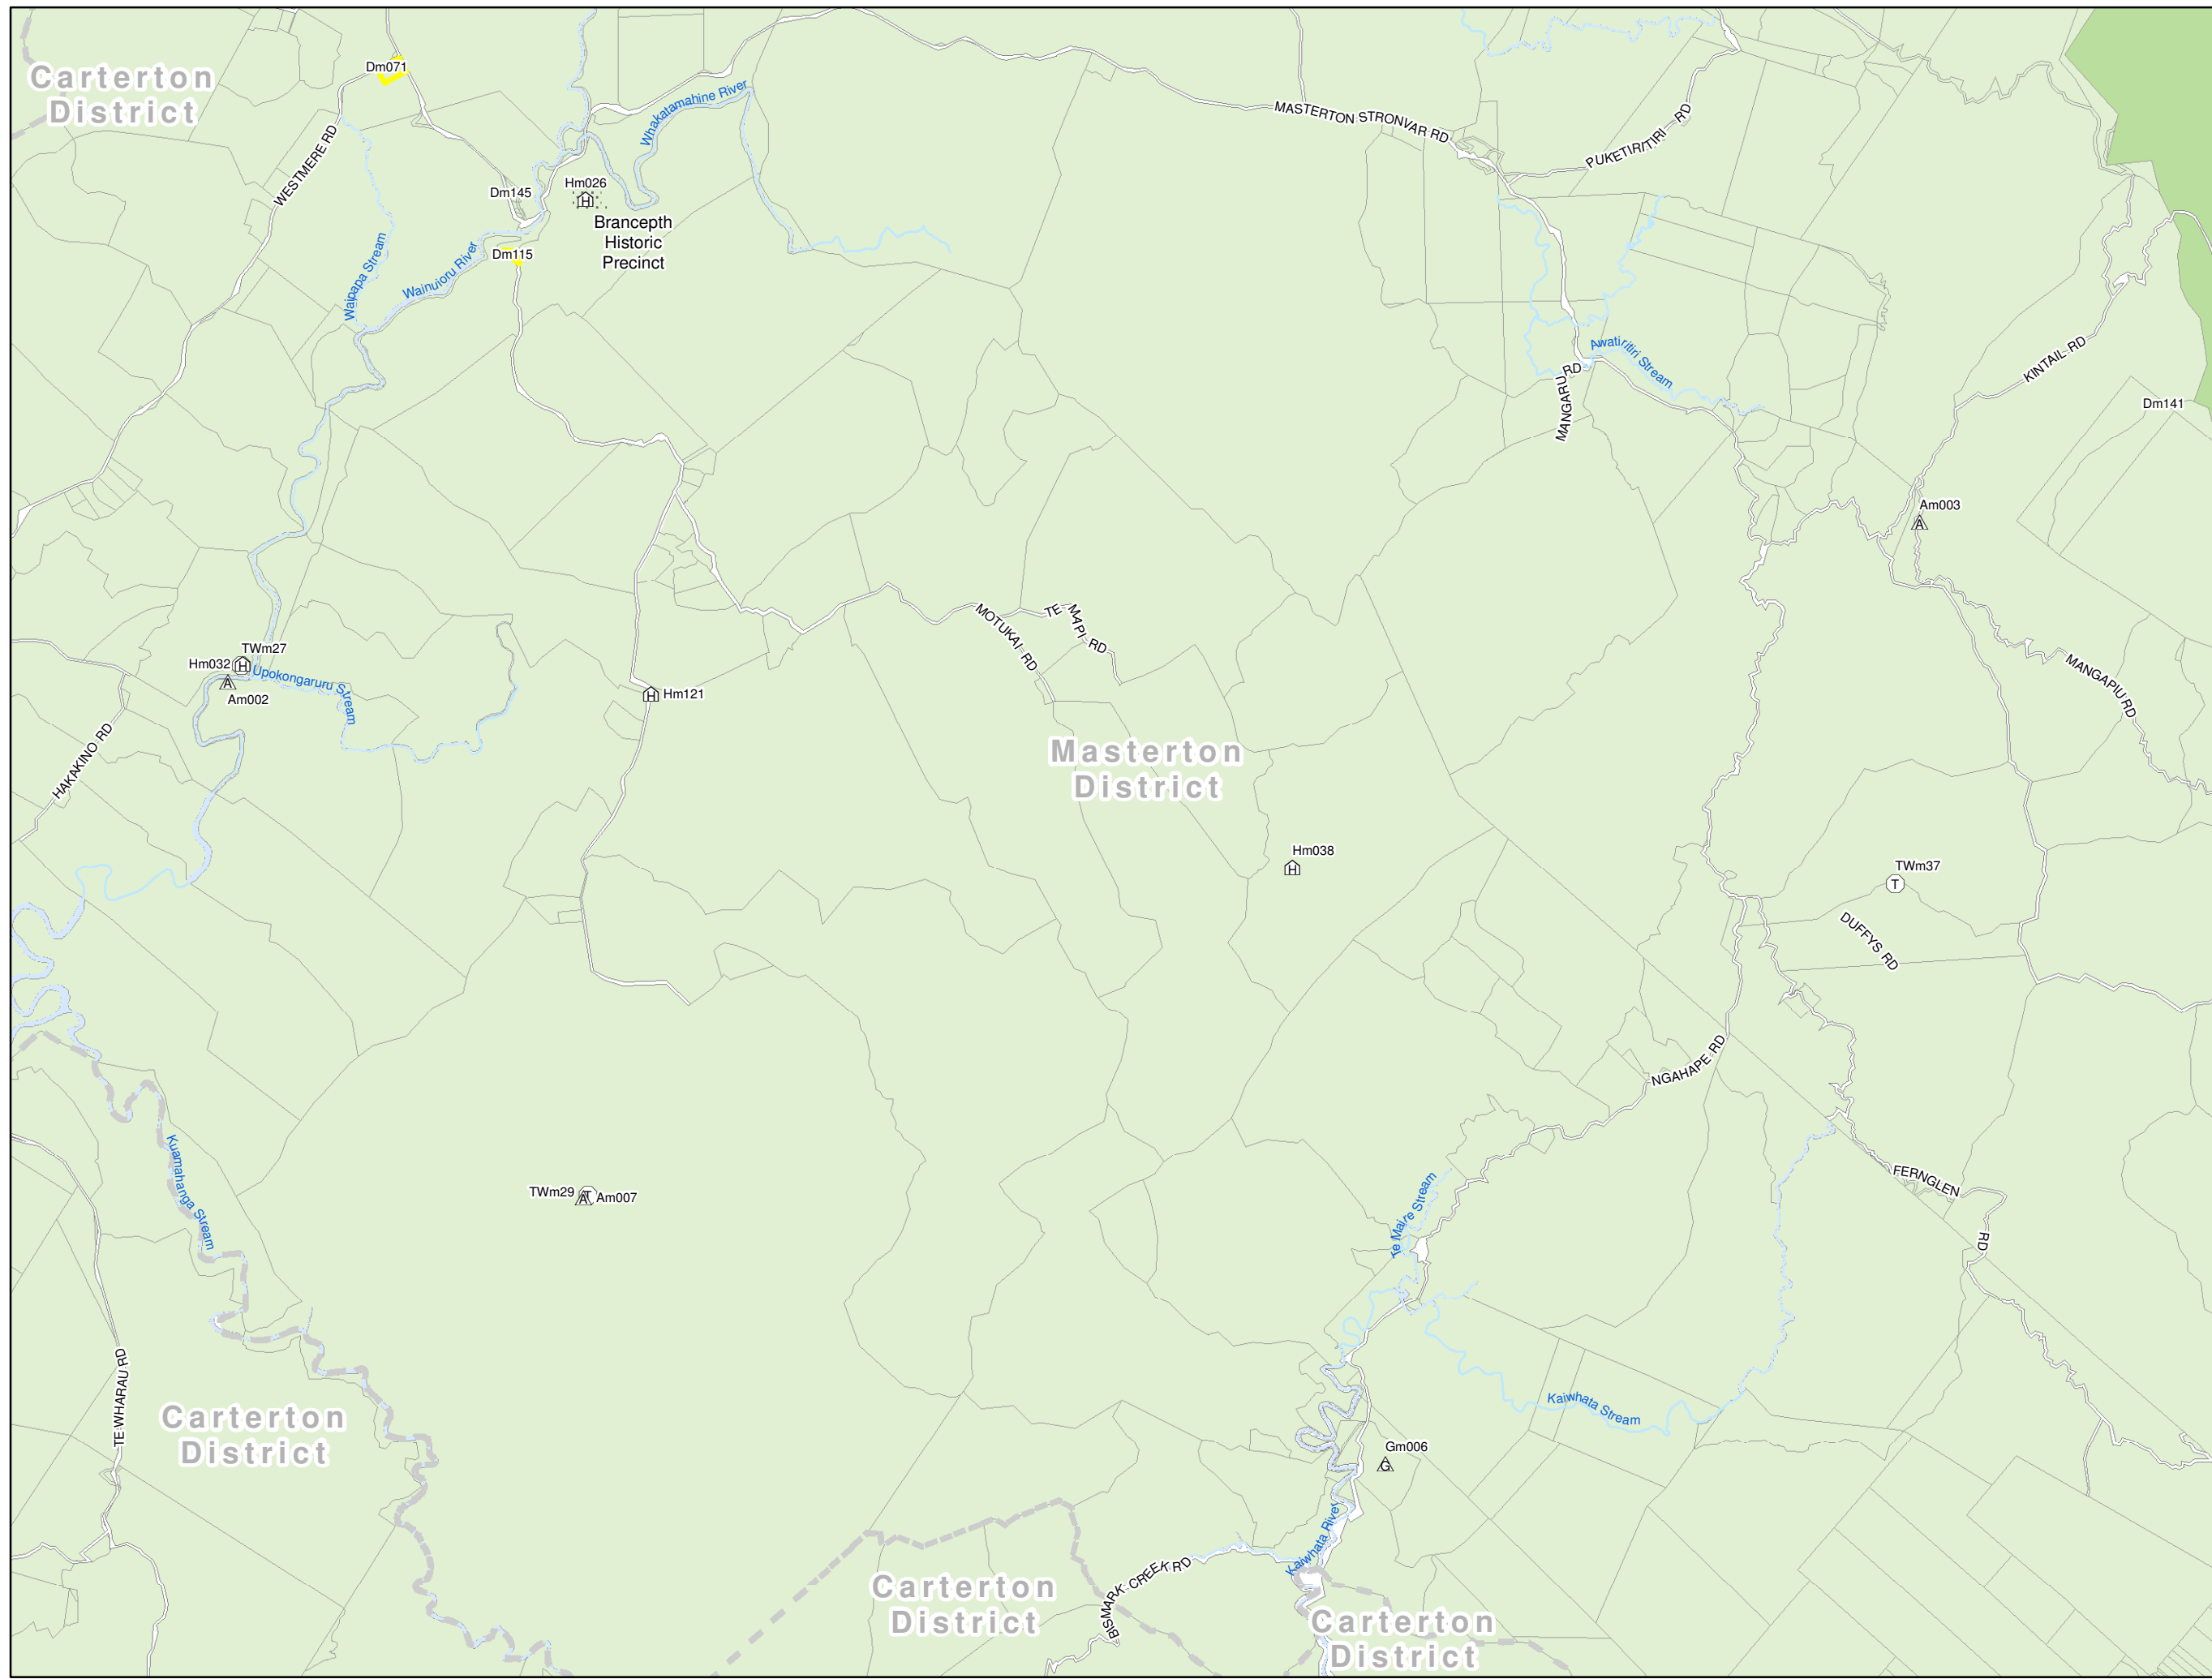 Carterton
District
Dm071
WESTMERE RD
Whakatamahine River
MASTERTON STRONVAR RD
PUKETIRITIRI RD
Dm145
Hm026
H
Brancepth
Historic
Precinct
Dm115
Waipapa Stream
Wainuioru River
Awatiritiri Stream
MANGARU RD
KINTAIL RD
Dm141
Am003
A
MOTUKAI RD
TE MAPI RD
TWm27
Hm032
H
A
Am002
Upokongaruru Stream
H
Hm121
MANGAPIU RD
HAKAKINO RD
Masterton
District
Hm038
H
TWm37
T
DUFFYS RD
NGAHAPE RD
Kuamahanga Stream
TWm29
A
T
Am007
Te Maire Stream
FERNGLEN RD
TE WHARAU RD
Carterton
District
Kaiwhata Stream
Gm006
G
Kaiwhata River
BISMARK CREEK RD
Carterton
District
Carterton
District